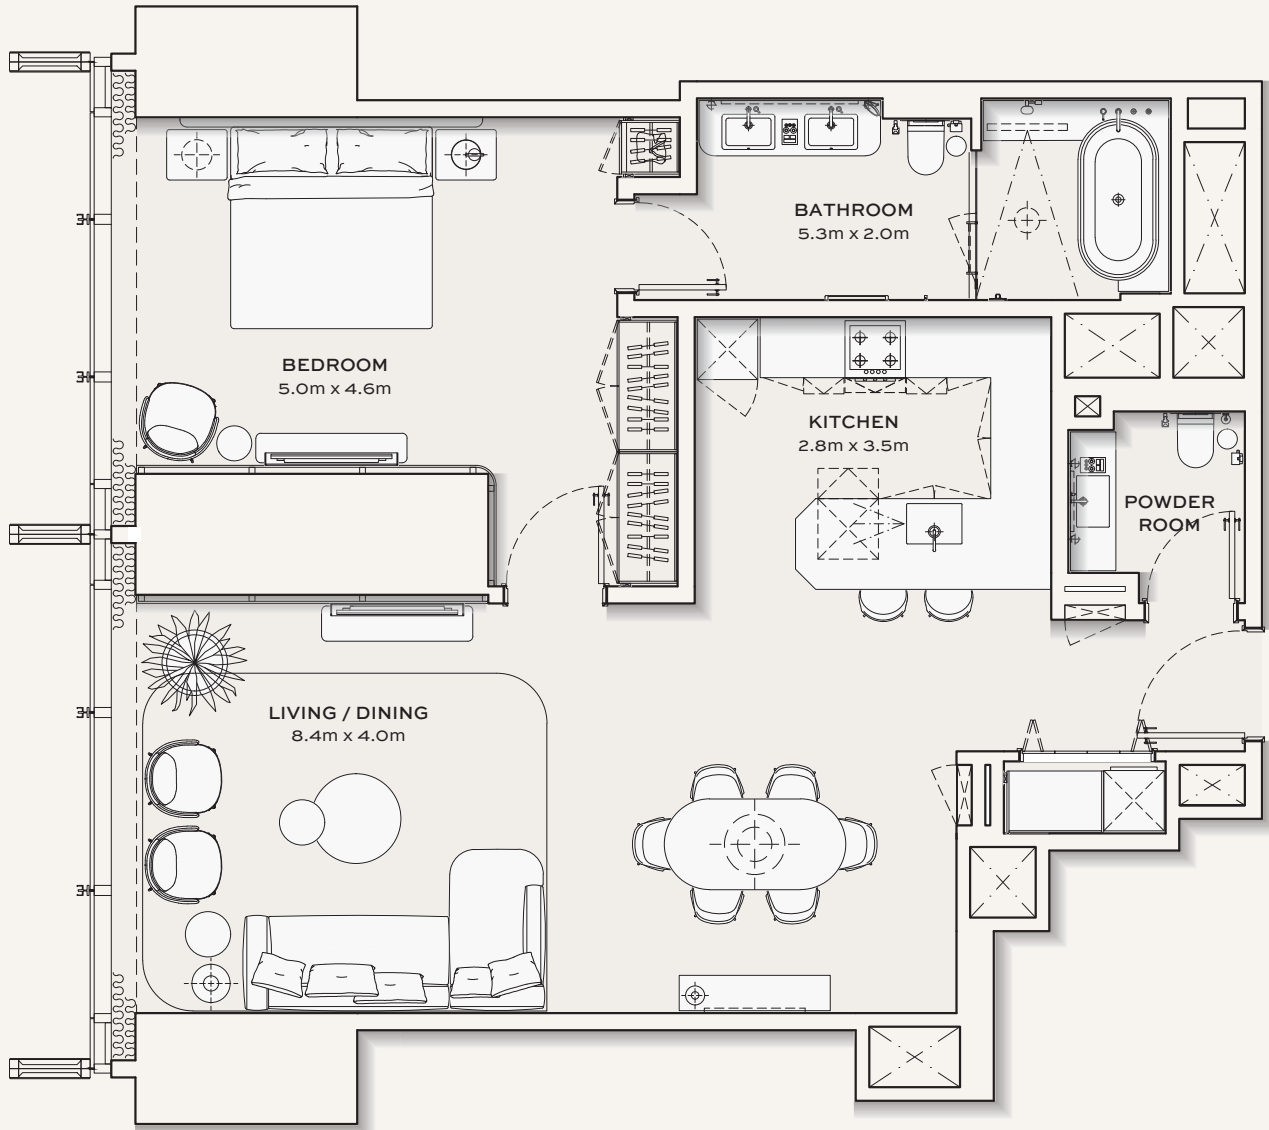 BATHROOM
5.3m x 2.0m
BEDROOM
5.0m x 4.6m
KITCHEN
2.8m x 3.5m
POWDER
ROOM
LIVING / DINING
8.4m x 4.0m